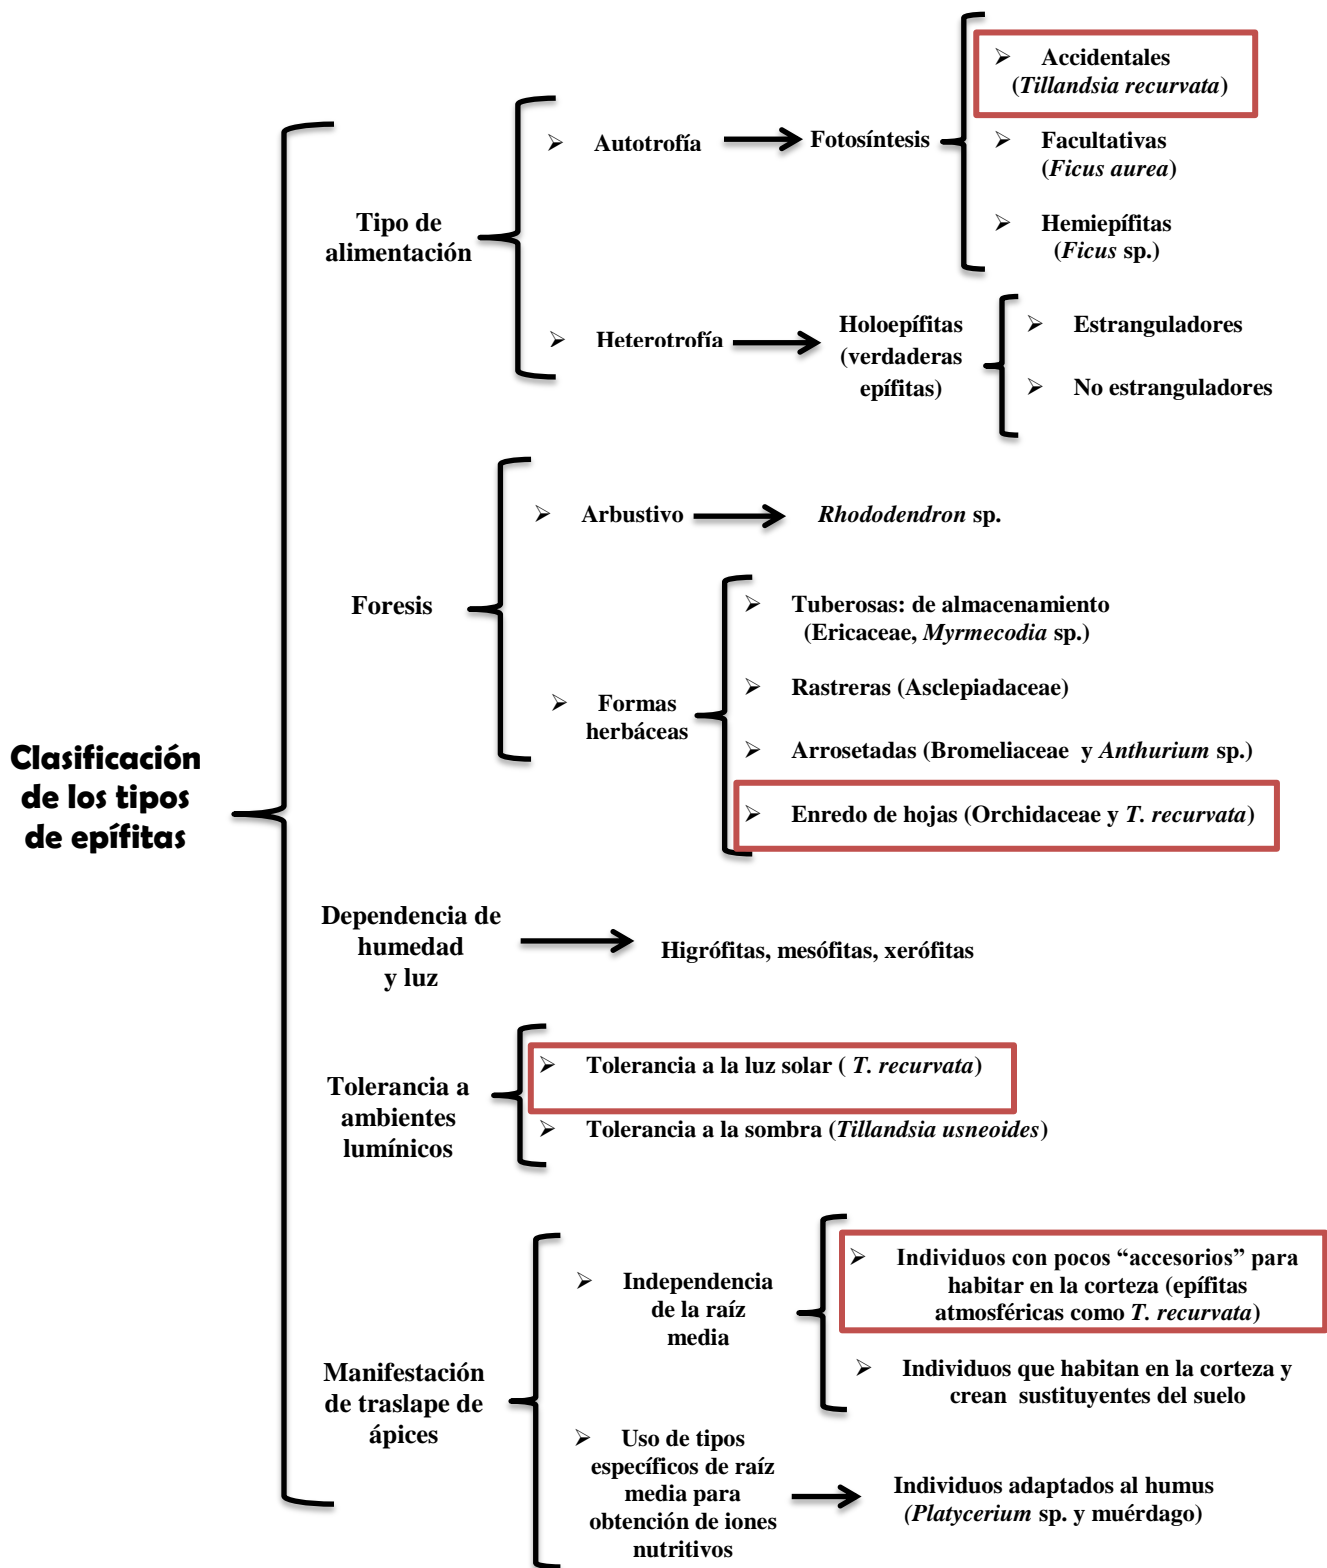 Clasificación
de los tipos
de epífitas
Tipo de
alimentación
Autotrofía
Fotosíntesis
Accidentales
(Tillandsia recurvata)
Facultativas
(Ficus aurea)
Hemiepífitas
(Ficus sp.)
Heterotrofía
Holoepífitas
(verdaderas
epífitas)
Estranguladores
No estranguladores
Foresis
Arbustivo
Rhododendron sp.
Formas
herbáceas
Tuberosas: de almacenamiento
(Ericaceae, Myrmecodia sp.)
Rastreras (Asclepiadaceae)
Arrosetadas (Bromeliaceae y Anthurium sp.)
Enredo de hojas (Orchidaceae y T. recurvata)
Dependencia de
humedad
y luz
Higrófitas, mesófitas, xerófitas
Tolerancia a
ambientes
lumínicos
Tolerancia a la luz solar ( T. recurvata)
Tolerancia a la sombra (Tillandsia usneoides)
Manifestación
de traslape de
ápices
Independencia
de la raíz
media
Individuos con pocos “accesorios” para
habitar en la corteza (epífitas
atmosféricas como T. recurvata)
Individuos que habitan en la corteza y
crean sustituyentes del suelo
Uso de tipos
específicos de raíz
media para
obtención de iones
nutritivos
Individuos adaptados al humus
(Platycerium sp. y muérdago)